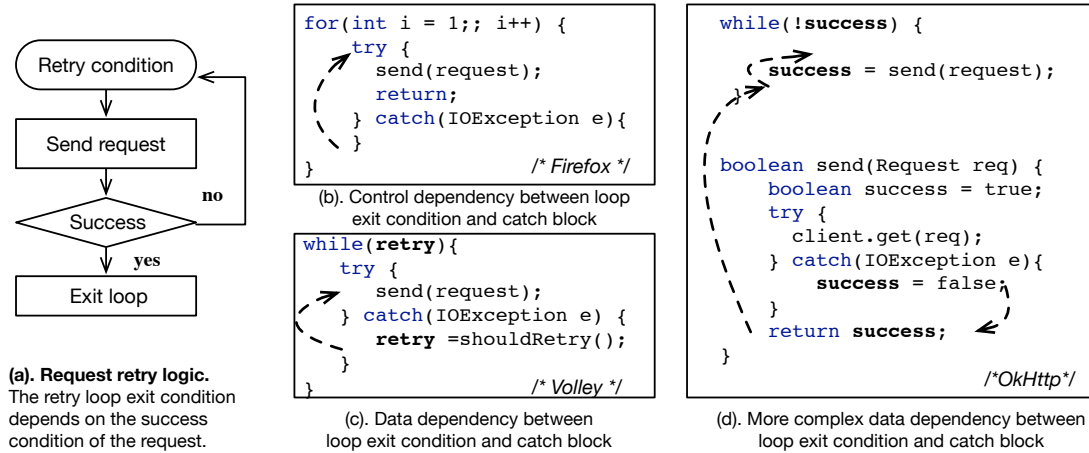 Retry condition
Send request
no
Success
yes
Exit loop
(a). Request retry logic.
The retry loop exit condition
depends on the success
condition of the request.
for(int i = 1;; i++) {
try {
send(request);
return;
} catch(IOException e){
}
}
/* Firefox */
(b). Control dependency between loop
exit condition and catch block
while(retry){
try {
send(request);
} catch(IOException e) {
retry =shouldRetry();
}
}
/* Volley */
(c). Data dependency between
loop exit condition and catch block
while(!success) {
success = send(request);
}
boolean send(Request req) {
boolean success = true;
try {
client.get(req);
} catch(IOException e){
success = false;
}
return success;
}
/*OkHttp*/
(d). More complex data dependency between
loop exit condition and catch block